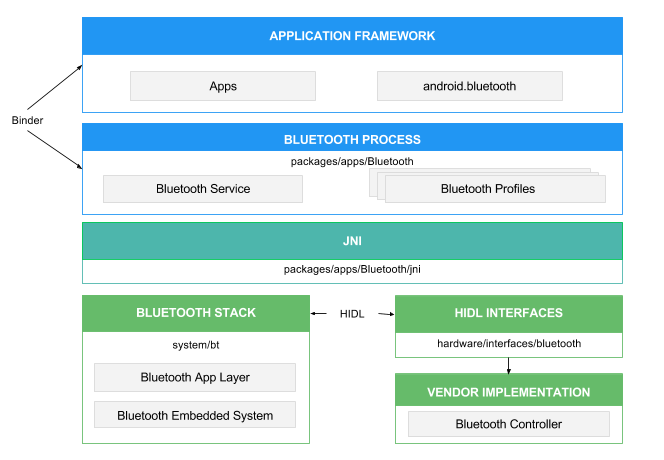 APPLICATION FRAMEWORK
Apps
android.bluetooth
Binder
BLUETOOTH PROCESS
packages/apps/Bluetooth
Bluetooth Service
Bluetooth Profiles
JNI
packages/apps/Bluetooth/jni
BLUETOOTH STACK
HIDL
HIDL INTERFACES
system/bt
hardware/interfaces/bluetooth
Bluetooth App Layer
Bluetooth Embedded System
VENDOR IMPLEMENTATION
Bluetooth Controller